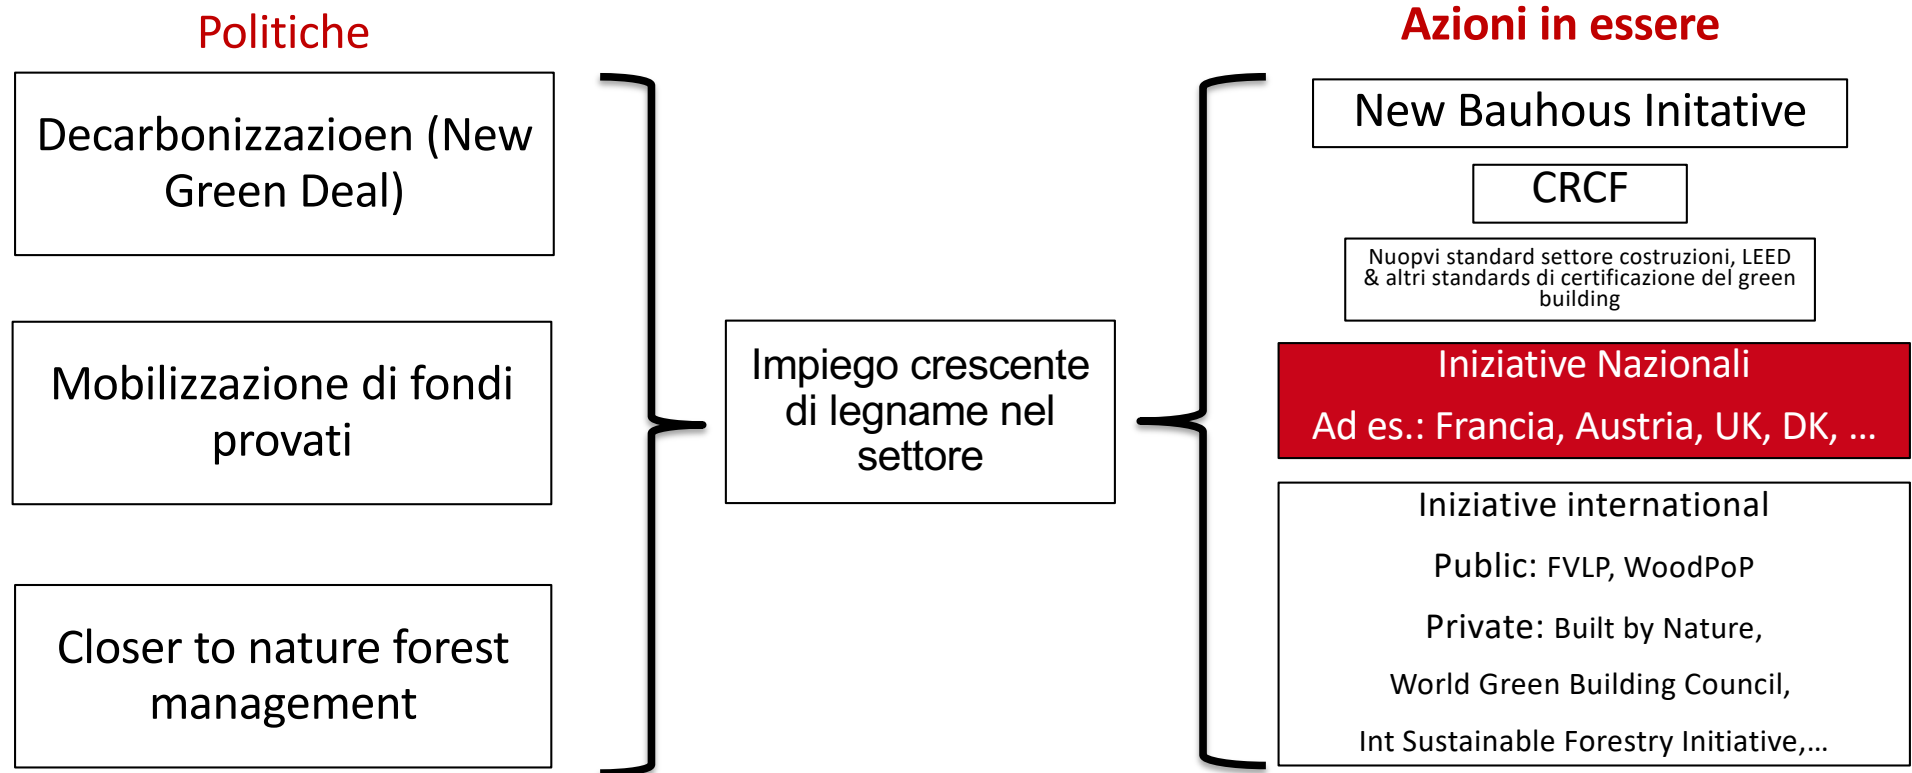 Politiche
Decarbonizzazioen (New
Green Deal)
Mobilizzazione di fondi
provati
Closer to nature forest
management
Impiego crescente
di legname nel
settore
Azioni in essere
New Bauhous Initative
CRCF
Nuopvi standard settore costruzioni, LEED
& altri standards di certificazione del green
building
Iniziative Nazionali
Ad es.: Francia, Austria, UK, DK, ...
Iniziative international
Public: FVLP, WoodPoP
Private: Built by Nature,
World Green Building Council,
Int Sustainable Forestry Initiative,...